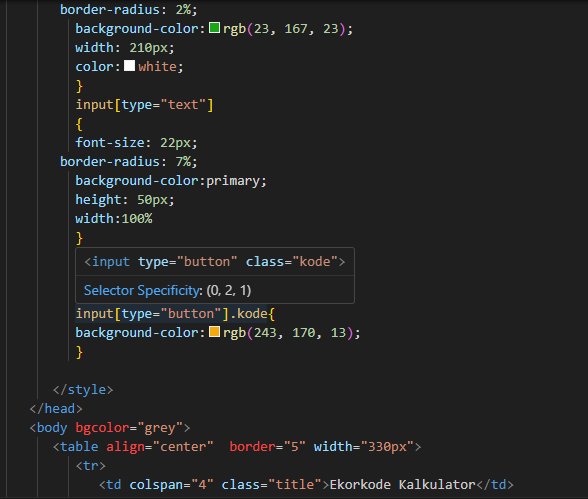 border-radius: 2%;
background-color: rgb(23, 167, 23);
width: 210px;
color: white;
}
input[type="text"]
{
font-size: 22px;
border-radius: 7%;
background-color:primary;
height: 50px;
width:100%
}
<input type="button" class="kode">
Selector Specificity: (0, 2, 1)
input[type="button"].kode{
background-color: rgb(243, 170, 13);
}
</style>
</head>
<body bgcolor="grey">
<table align="center"  border="5" width="330px">
<tr>
<td colspan="4" class="title">Ekorkode Kalkulator</td>